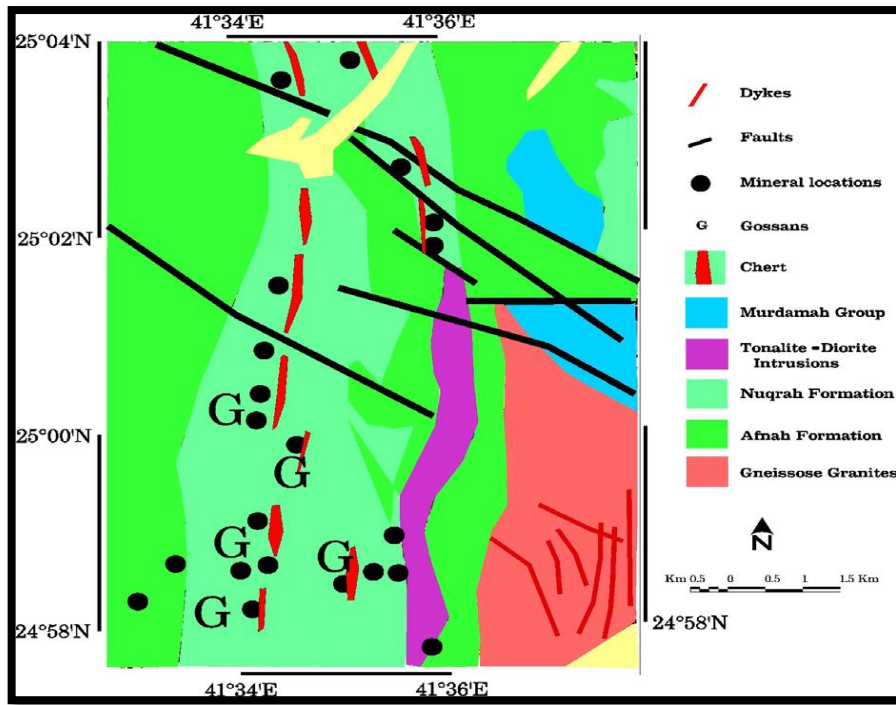 41°34'E 41°36'E
25°04'N
25°02'N
25°00'N
24°58'N
G
G
G
G
G
24°58'N
41°34'E 41°36'E
Dykes
Faults
Mineral locations
G Gossans
Chert
Murdamah Group
Tonalite - Diorite
Intrusions
Nuqrah Formation
Afnah Formation
Gneissose Granites
N
Km 0.5 0 0.5 1 1.5 Km